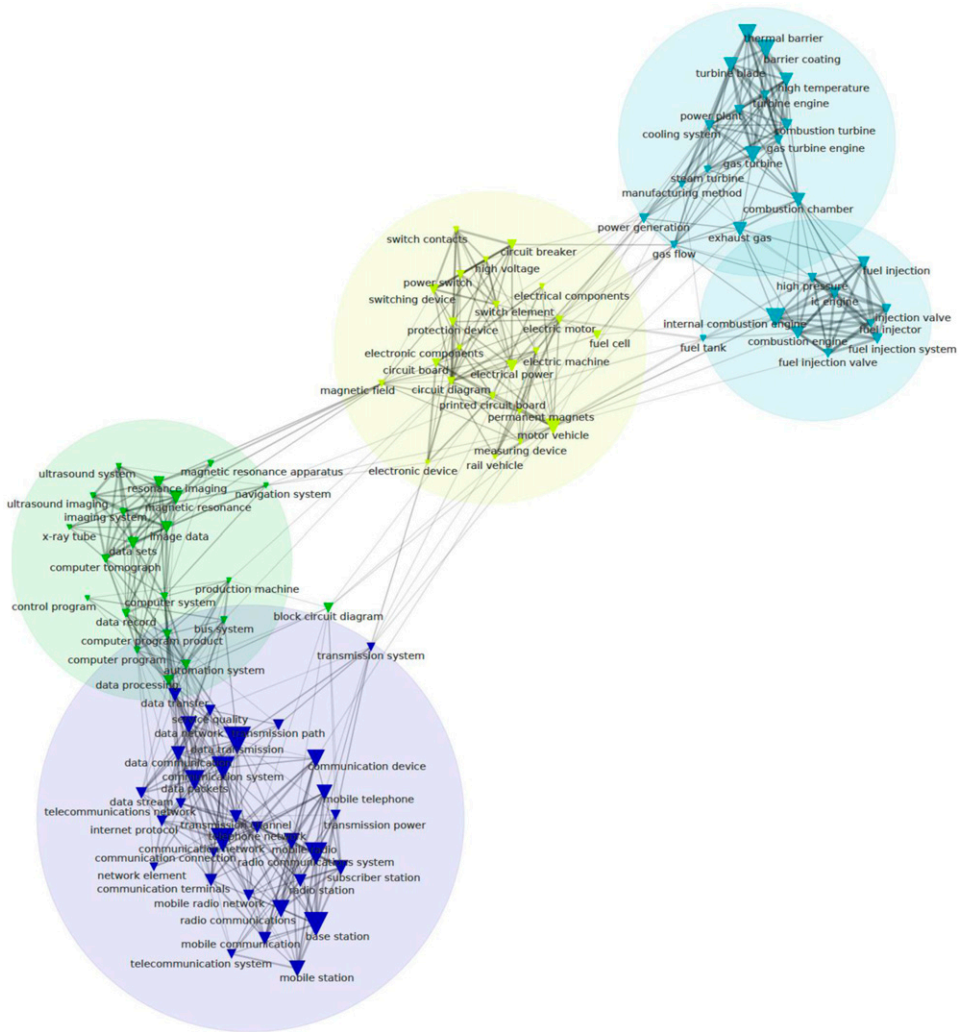 thermal barrier
barrier coating
turbine blade
high temperature
turbine engine
power plant
combustion turbine
cooling system
gas turbine engine
gas turbine
steam turbine
manufacturing method
combustion chamber
power generation
exhaust gas
gas flow
fuel injection
high pressure
ic engine
injection valve
internal combustion engine
fuel injector
combustion engine
fuel injection system
fuel tank
fuel injection valve
switch contacts
circuit breaker
high voltage
power switch
electrical components
switching device
switch element
protection device
electric motor
fuel cell
electronic components
electric machine
circuit board
electrical power
magnetic field
circuit diagram
printed circuit board
permanent magnets
motor vehicle
measuring device
rail vehicle
electronic device
ultrasound system
magnetic resonance apparatus
resonance imaging
navigation system
ultrasound imaging
magnetic resonance
imaging system
x-ray tube
image data
data sets
computer tomograph
production machine
control program
computer system
block circuit diagram
data record
bus system
computer program product
computer program
automation system
transmission system
data processing
data transfer
service quality
data network
transmission path
data transmission
data communication
communication device
communication system
data packets
data stream
mobile telephone
telecommunications network
transmission channel
transmission power
internet protocol
telephone network
communication network
mobile radio
communication connection
radio communications system
network element
subscriber station
communication terminals
radio station
mobile radio network
radio communications
base station
mobile communication
telecommunication system
mobile station